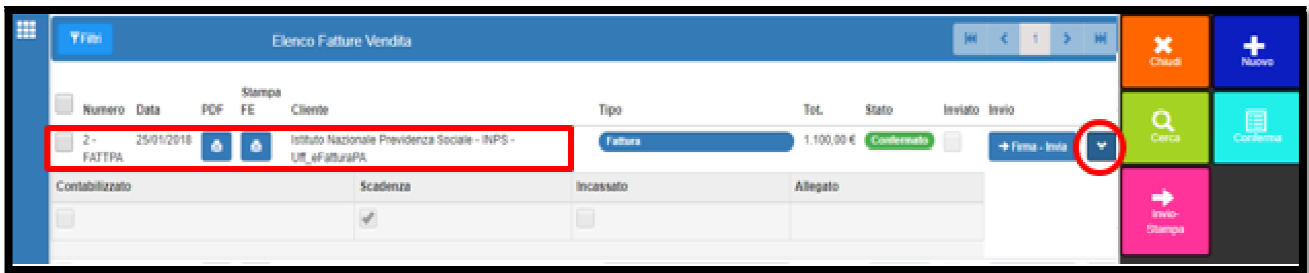 Filtri
Elenco Fatture Vendita
1
Chiudi
Nuovo
Stampa
Numero Data PDF FE Cliente Tipo Tot. Stato Inviato Invio
2 - 25/01/2018 Istituto Nazionale Previdenza Sociale - INPS - Fattura 1.100,00 € Confermato Firma - Invia
FATTPA Uff_eFatturaPA
Cerca
Conferma
Contabilizzato Scadenza Incassato Allegato
Invio-
Stampa